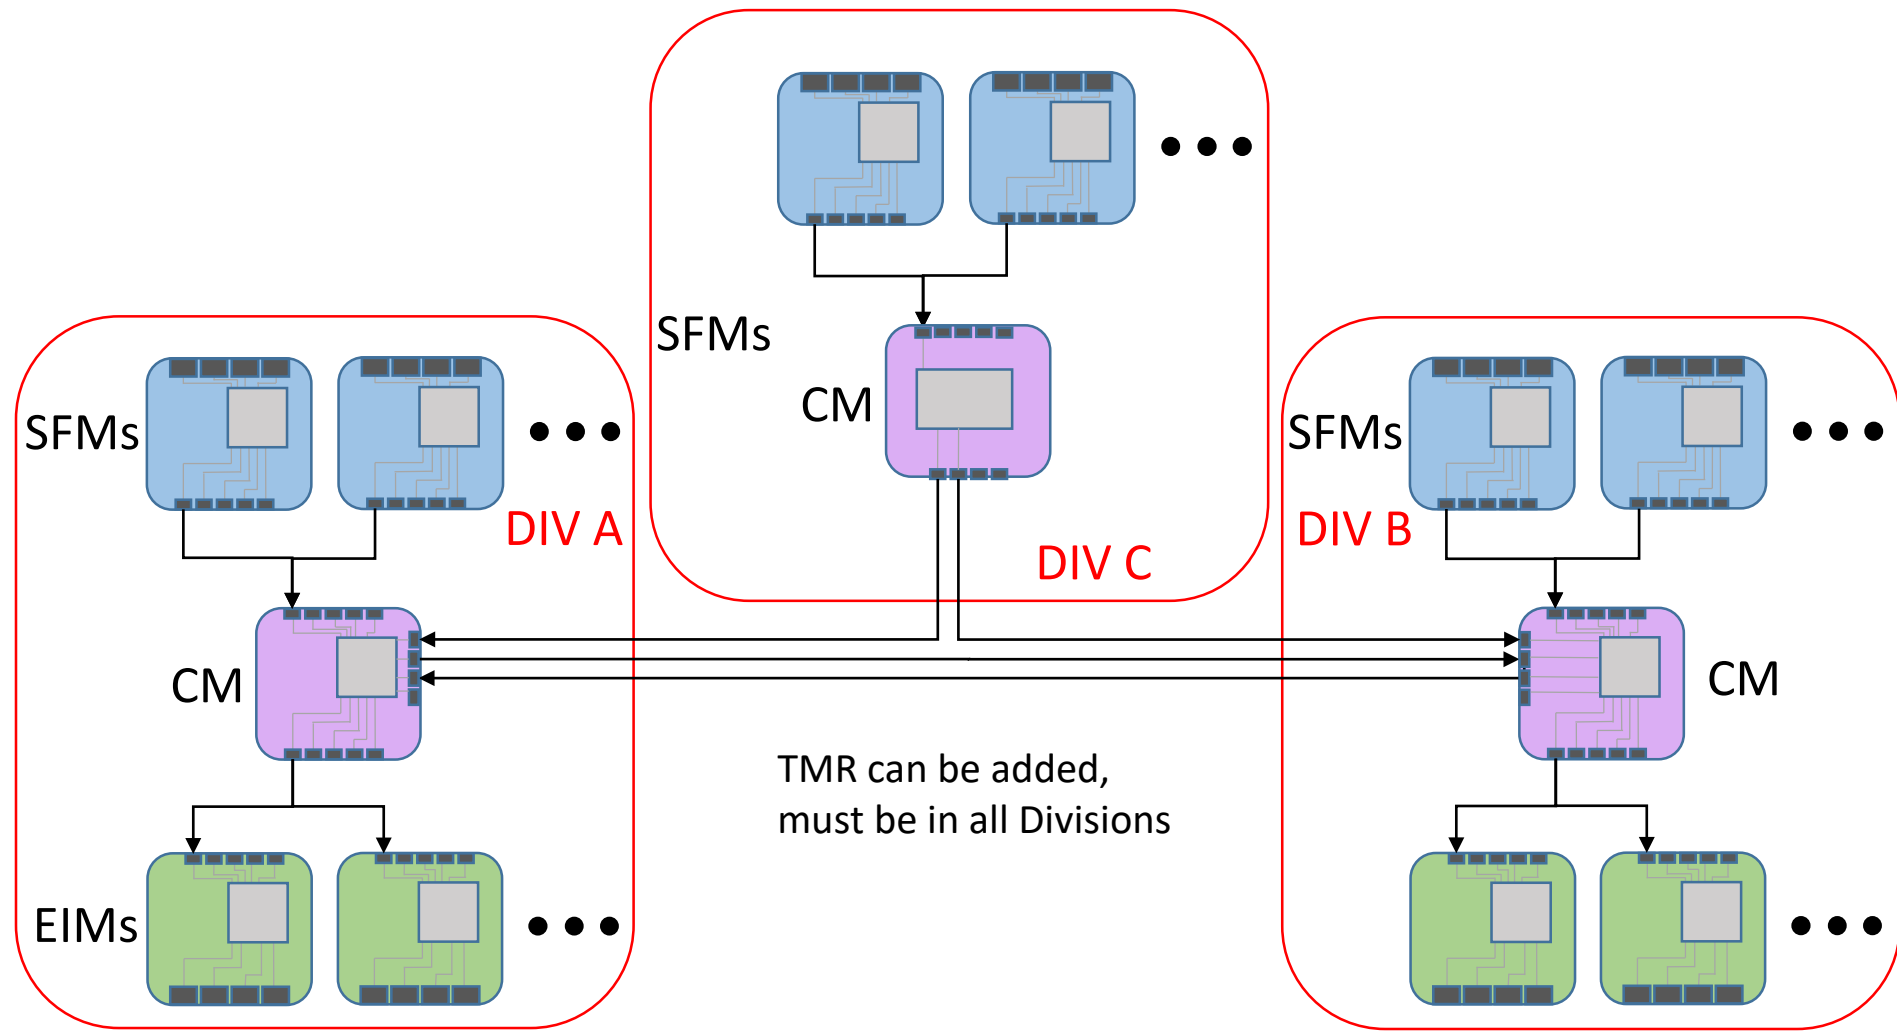 SFMs
CM
DIV C
SFMs
DIV A
CM
EIMs
SFMs
DIV B
CM
TMR can be added,
must be in all Divisions